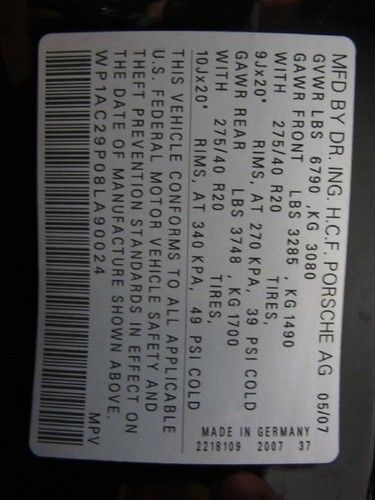 MFD BY DR. ING. H.C.F. PORSCHE AG 05/07
GVWR LBS 6790 ,KG 3080
GAWR FRONT LBS 3285 ,KG1490
WITH 275/40 R20 TIRES,
9Jx20" RIMS, AT 270 KPA, 39 PSI COLD
GAWR REAR LBS 3748 ,KG1700
WITH 275/40 R20 TIRES,
10Jx20" RIMS, AT 340 KPA, 49 PSI COLD
MADE IN GERMANY
2218109 2007 37
THIS VEHICLE CONFORMS TO ALL APPLICABLE
U.S. FEDERAL MOTOR VEHICLE SAFETY AND
THEFT PREVENTION STANDARDS IN EFFECT ON
THE DATE OF MANUFACTURE SHOWN ABOVE.
WP1AC29P08LA90024 MPV